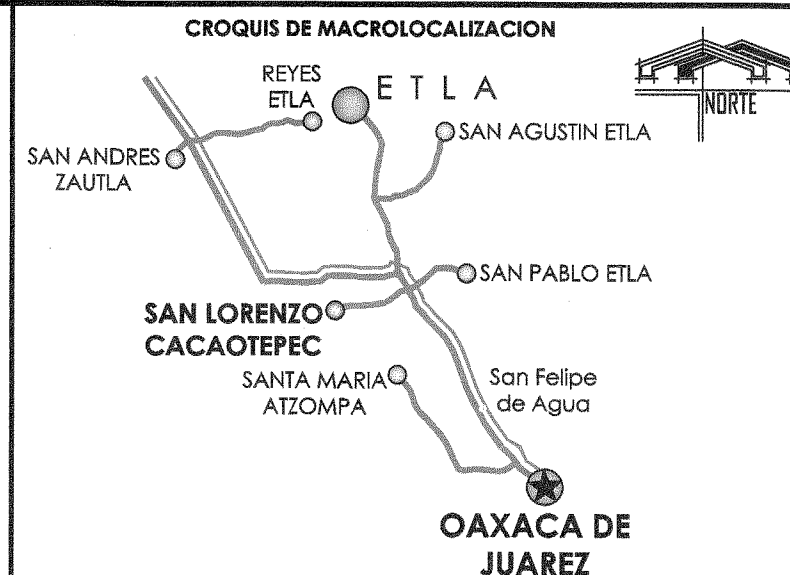 CROQUIS DE MACROLOCALIZACION
NORTE
REYES
ETLA
ETLA
SAN AGUSTIN ETLA
SAN ANDRES
ZAUTLA
SAN PABLO ETLA
SAN LORENZO
CACAOTEPEC
SANTA MARIA
ATZOMPA
San Felipe
de Agua
OAXACA DE
JUAREZ